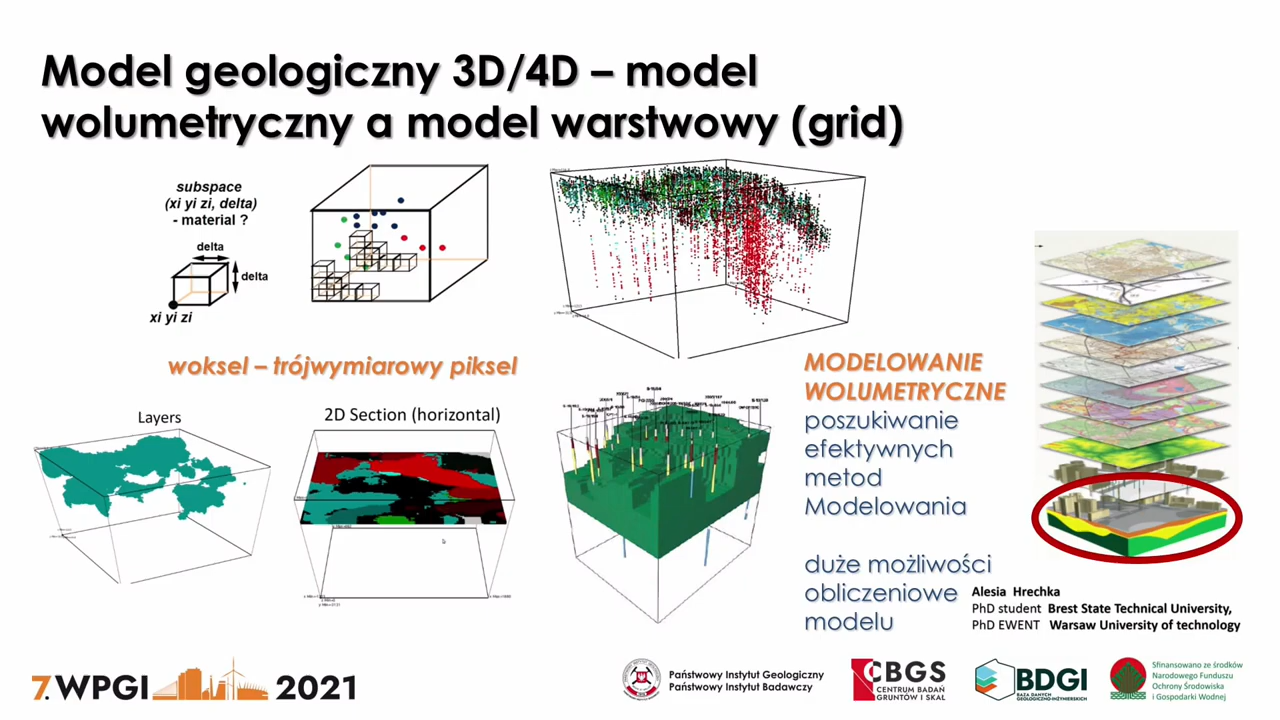 Model geologiczny 3D/4D – model
wolumetryczny a model warstwowy (grid)
subspace
(xi yi zi, delta)
- material ?
delta
delta
xi yi zi
woksel – trójwymiarowy piksel
Layers
2D Section (horizontal)
MODELOWANIE
WOLUMETRYCZNE
poszukiwanie
efektywnych
metod
Modelowania
duże możliwości
obliczeniowe
modelu
Alesia Hrechka
PhD student Brest State Technical University,
PhD EWENT Warsaw University of technology
7. WPGI 2021
Państwowy Instytut Geologiczny
Państwowy Instytut Badawczy
CBGS
CENTRUM BADAŃ
GRUNTÓW I SKAŁ
BDGI
BAZA DANYCH
GEOLOGICZNO-INŻYNIERSKICH
Sfinansowano ze środków
Narodowego Funduszu
Ochrony Środowiska
i Gospodarki Wodnej